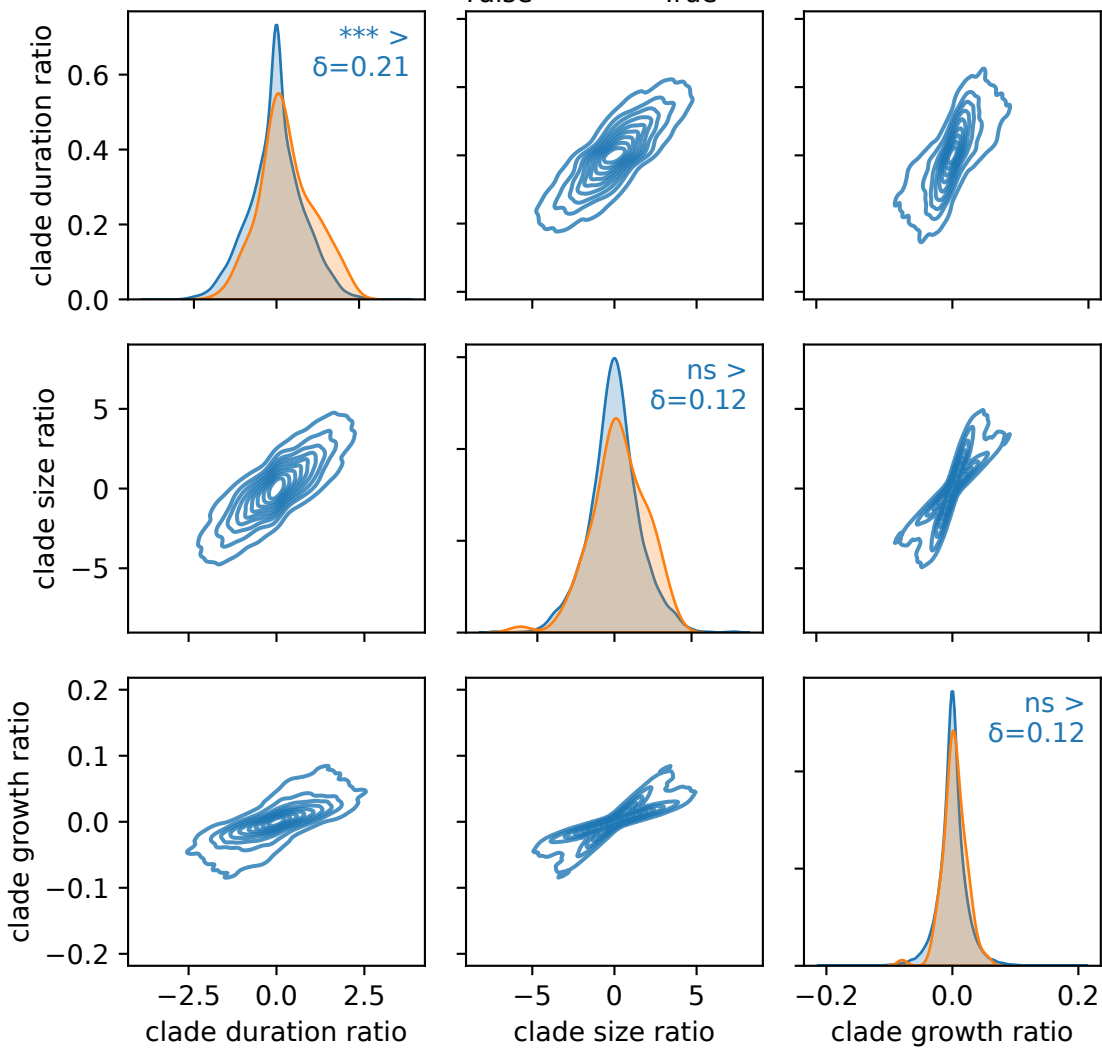 False True
clade duration ratio
0.6
0.4
0.2
0.0
*** >
δ=0.21
clade size ratio
5
0
−5
ns >
δ=0.12
clade growth ratio
0.2
0.1
0.0
−0.1
−0.2
ns >
δ=0.12
−2.5 0.0 2.5
−5 0 5
−0.2 0.0 0.2
clade duration ratio
clade size ratio
clade growth ratio